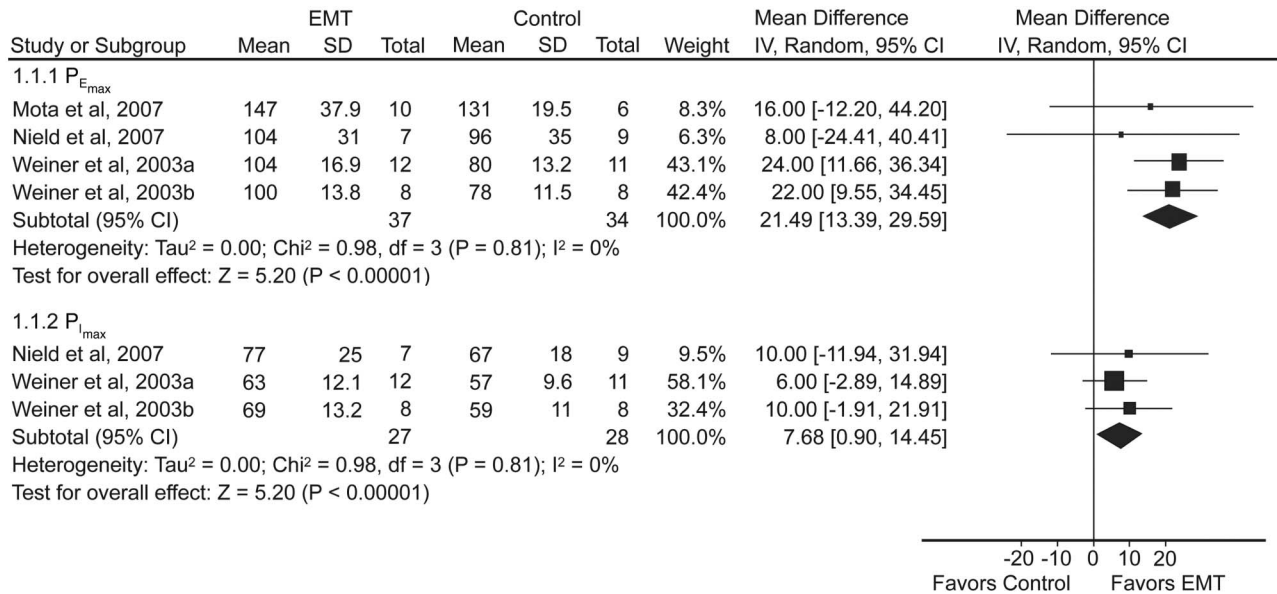 EMT Control Mean Difference Mean Difference
Study or Subgroup Mean SD Total Mean SD Total Weight IV, Random, 95% CI IV, Random, 95% CI
1.1.1 PEmax
Mota et al, 2007 147 37.9 10 131 19.5 6 8.3% 16.00 [-12.20, 44.20]
Nield et al, 2007 104 31 7 96 35 9 6.3% 8.00 [-24.41, 40.41]
Weiner et al, 2003a 104 16.9 12 80 13.2 11 43.1% 24.00 [11.66, 36.34]
Weiner et al, 2003b 100 13.8 8 78 11.5 8 42.4% 22.00 [9.55, 34.45]
Subtotal (95% CI) 37 34 100.0% 21.49 [13.39, 29.59]
Heterogeneity: Tau² = 0.00; Chi² = 0.98, df = 3 (P = 0.81); I² = 0%
Test for overall effect: Z = 5.20 (P < 0.00001)
1.1.2 PImax
Nield et al, 2007 77 25 7 67 18 9 9.5% 10.00 [-11.94, 31.94]
Weiner et al, 2003a 63 12.1 12 57 9.6 11 58.1% 6.00 [-2.89, 14.89]
Weiner et al, 2003b 69 13.2 8 59 11 8 32.4% 10.00 [-1.91, 21.91]
Subtotal (95% CI) 27 28 100.0% 7.68 [0.90, 14.45]
Heterogeneity: Tau² = 0.00; Chi² = 0.98, df = 3 (P = 0.81); I² = 0%
Test for overall effect: Z = 5.20 (P < 0.00001)
-20 -10 0 10 20
Favors Control Favors EMT